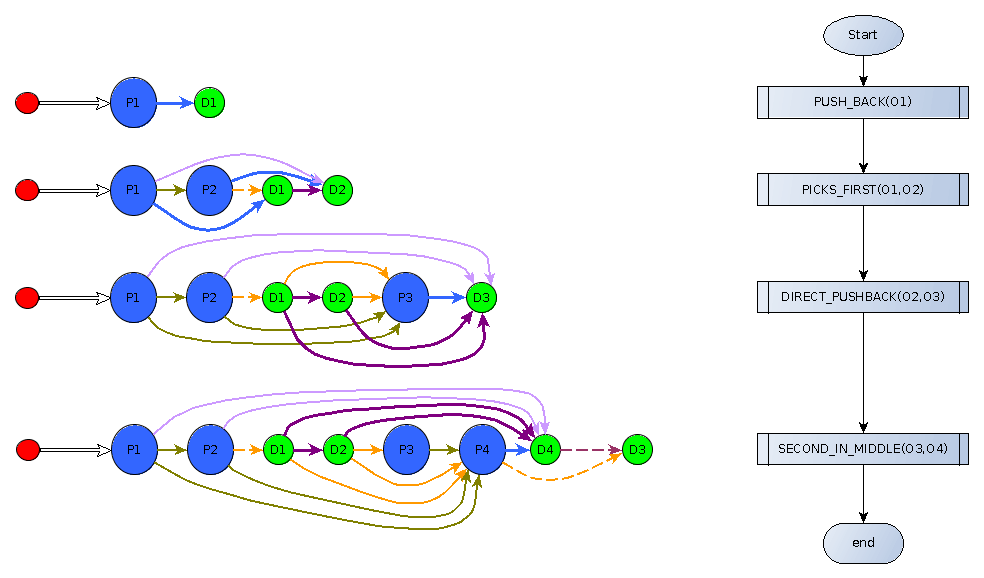 Start
P1 D1 PUSH_BACK(O1)
P1 P2 D1 D2 PICKS_FIRST(O1,O2)
P1 P2 D1 D2 P3 D3 DIRECT_PUSHBACK(O2,O3)
P1 P2 D1 D2 P3 P4 D4 D3 SECOND_IN_MIDDLE(O3,O4)
end